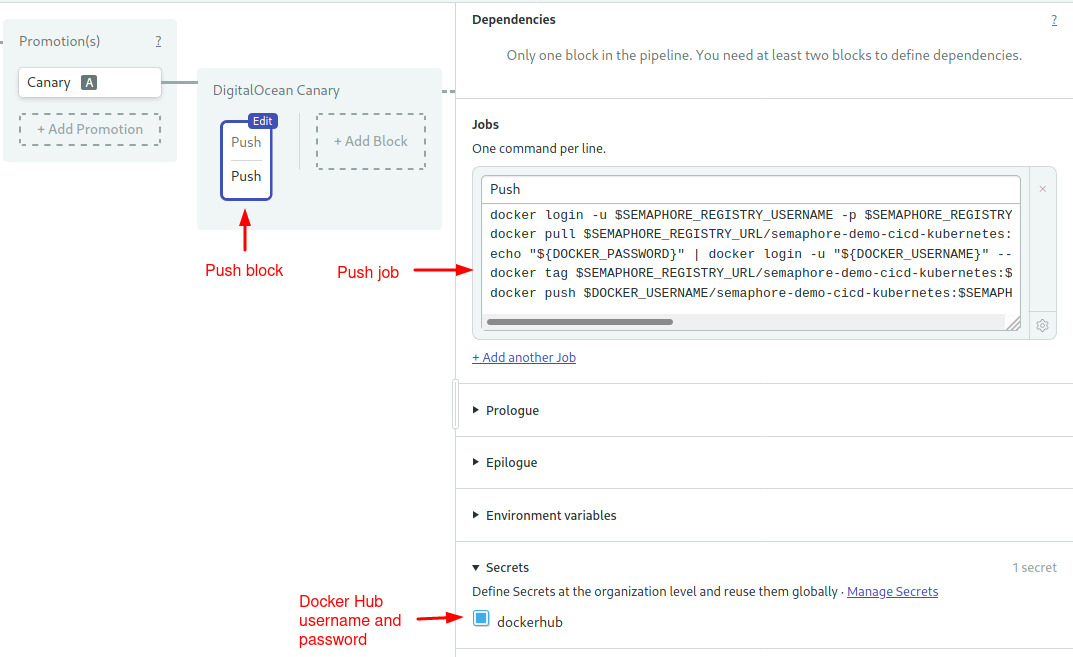 Promotion(s)
?
Canary A
+ Add Promotion
DigitalOcean Canary
Edit
Push
Push
+ Add Block
Push block
Push job
Docker Hub
username and
password
Dependencies
?
Only one block in the pipeline. You need at least two blocks to define dependencies.
Jobs
One command per line.
Push
×
docker login -u $SEMAPHORE_REGISTRY_USERNAME -p $SEMAPHORE_REGISTRY
docker pull $SEMAPHORE_REGISTRY_URL/semaphore-demo-cicd-kubernetes:
echo "${DOCKER_PASSWORD}" | docker login -u "${DOCKER_USERNAME}" --
docker tag $SEMAPHORE_REGISTRY_URL/semaphore-demo-cicd-kubernetes:$
docker push $DOCKER_USERNAME/semaphore-demo-cicd-kubernetes:$SEMAPH
+ Add another Job
Prologue
Epilogue
Environment variables
Secrets
1 secret
Define Secrets at the organization level and reuse them globally · Manage Secrets
dockerhub